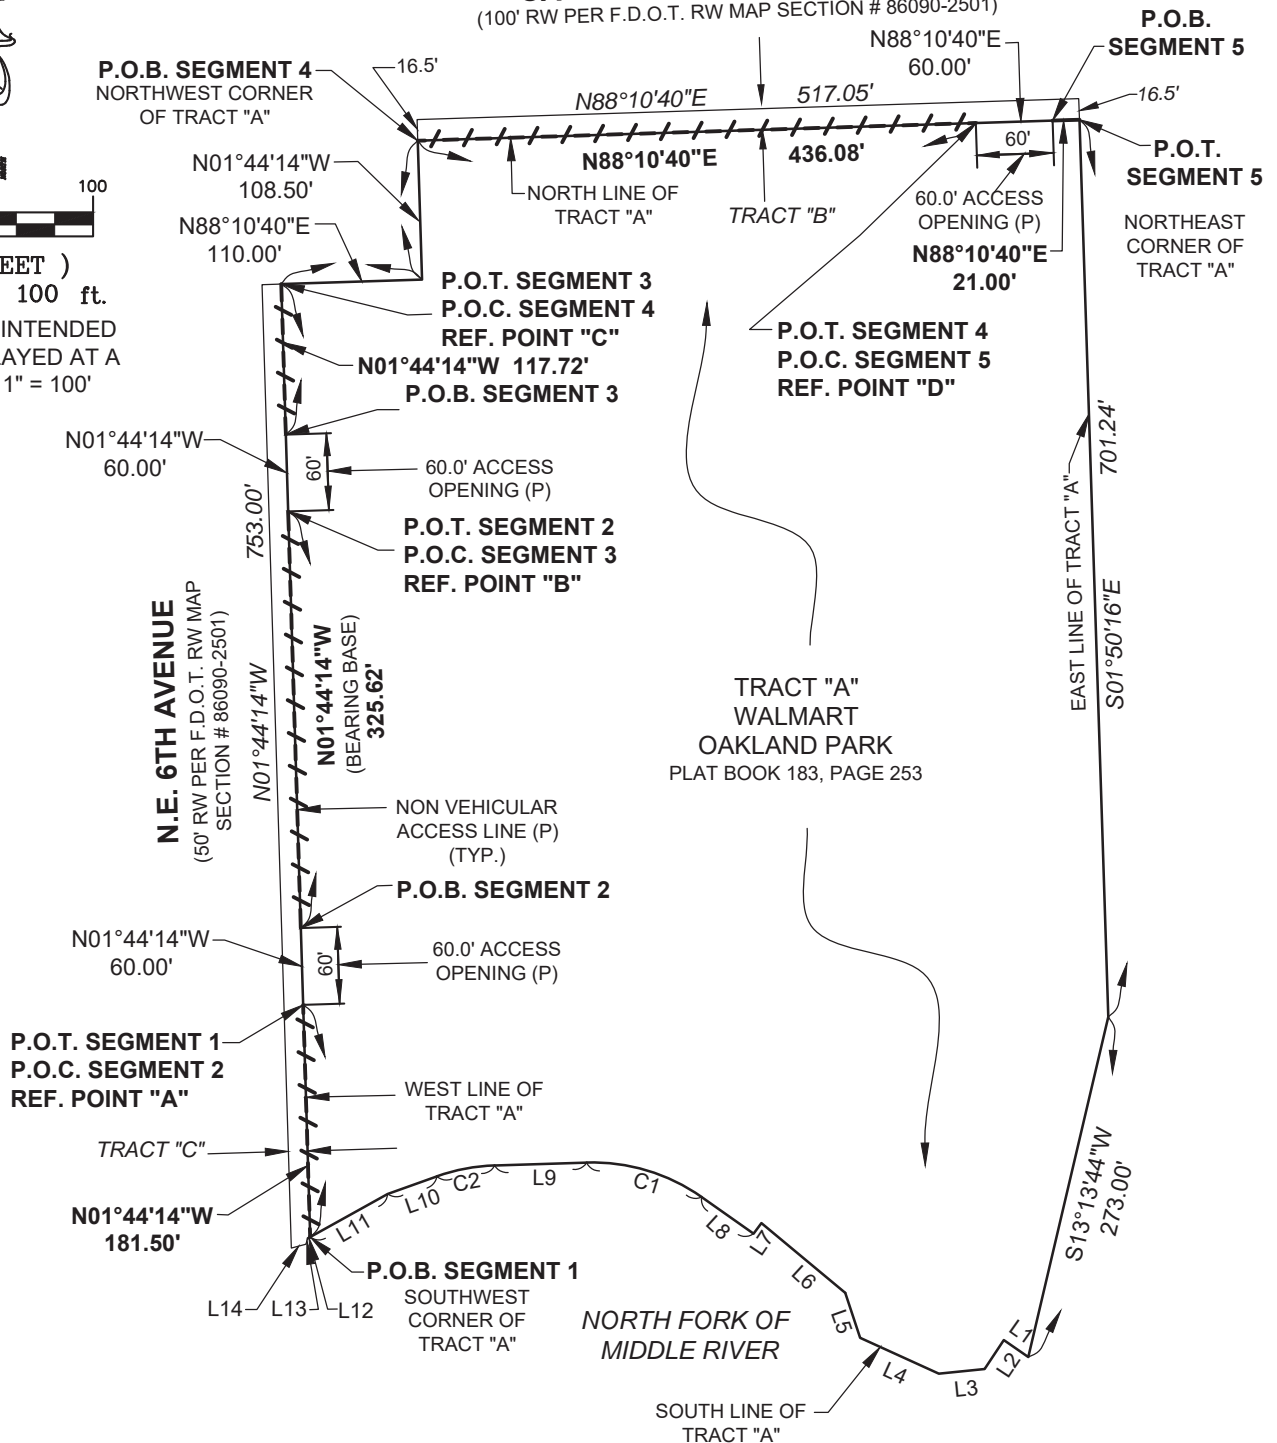 (100' RW PER F.D.O.T. RW MAP SECTION # 86090-2501)
P.O.B.
SEGMENT 5
N88°10'40"E
60.00'
P.O.B. SEGMENT 4
NORTHWEST CORNER
OF TRACT "A"
16.5'
N88°10'40"E 517.05'
16.5'
N88°10'40"E 436.08'
60'
P.O.T.
SEGMENT 5
N01°44'14"W
108.50'
NORTH LINE OF
TRACT "A"
TRACT "B"
60.0' ACCESS
OPENING (P)
NORTHEAST
CORNER OF
TRACT "A"
100
N88°10'40"E
110.00'
N88°10'40"E
21.00'
EET )
100 ft.
INTENDED
AYED AT A
1" = 100'
P.O.T. SEGMENT 3
P.O.C. SEGMENT 4
REF. POINT "C"
N01°44'14"W 117.72'
P.O.B. SEGMENT 3
P.O.T. SEGMENT 4
P.O.C. SEGMENT 5
REF. POINT "D"
N01°44'14"W
60.00'
60'
60.0' ACCESS
OPENING (P)
701.24'
EAST LINE OF TRACT "A"
S01°50'16"E
753.00'
P.O.T. SEGMENT 2
P.O.C. SEGMENT 3
REF. POINT "B"
N.E. 6TH AVENUE
(50' RW PER F.D.O.T. RW MAP
SECTION # 86090-2501)
N01°44'14"W
N01°44'14"W
(BEARING BASE)
325.62'
TRACT "A"
WALMART
OAKLAND PARK
PLAT BOOK 183, PAGE 253
NON VEHICULAR
ACCESS LINE (P)
(TYP.)
P.O.B. SEGMENT 2
N01°44'14"W
60.00'
60'
60.0' ACCESS
OPENING (P)
P.O.T. SEGMENT 1
P.O.C. SEGMENT 2
REF. POINT "A"
WEST LINE OF
TRACT "A"
TRACT "C"
N01°44'14"W
181.50'
L11
L10
C2
L9
C1
L8
L7
L6
L5
L4
L3
L2
L1
S13°13'44"W
273.00'
P.O.B. SEGMENT 1
SOUTHWEST
CORNER OF
TRACT "A"
L14
L13
L12
NORTH FORK OF
MIDDLE RIVER
SOUTH LINE OF
TRACT "A"